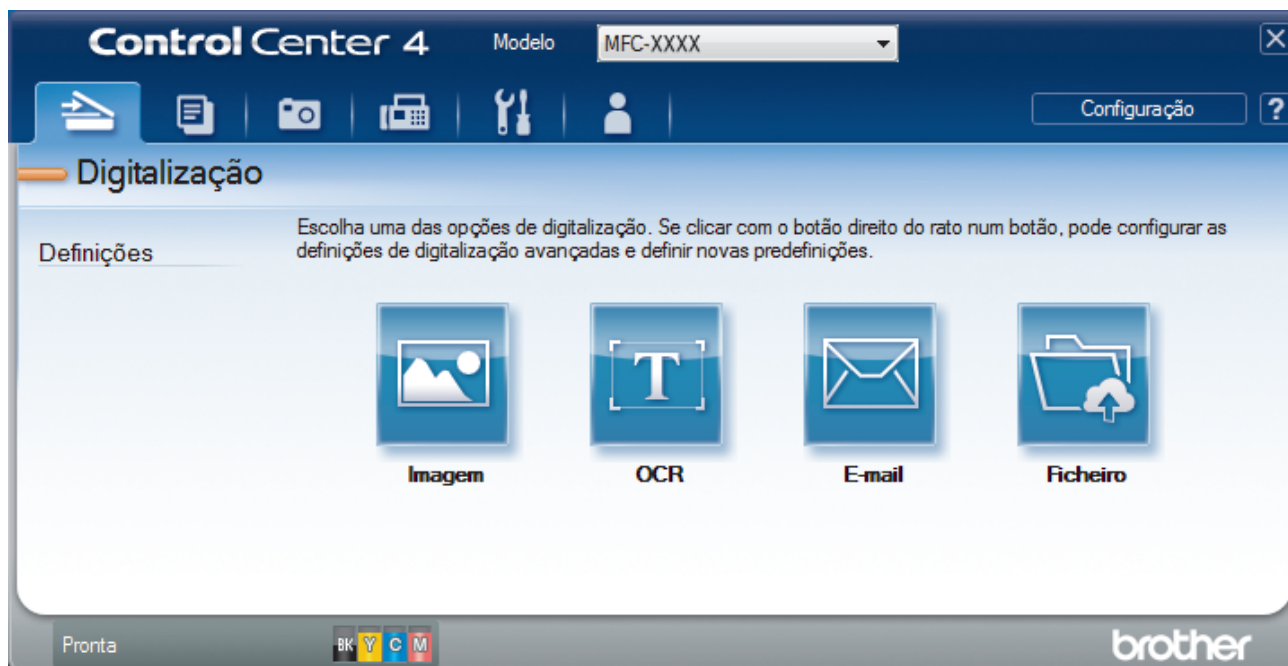 Control Center 4 Modelo MFC-XXXX
Configuração ?
Digitalização
Definições
Escolha uma das opções de digitalização. Se clicar com o botão direito do rato num botão, pode configurar as
definições de digitalização avançadas e definir novas predefinições.
T
Imagem OCR E-mail Ficheiro
Pronta BK Y C M brother